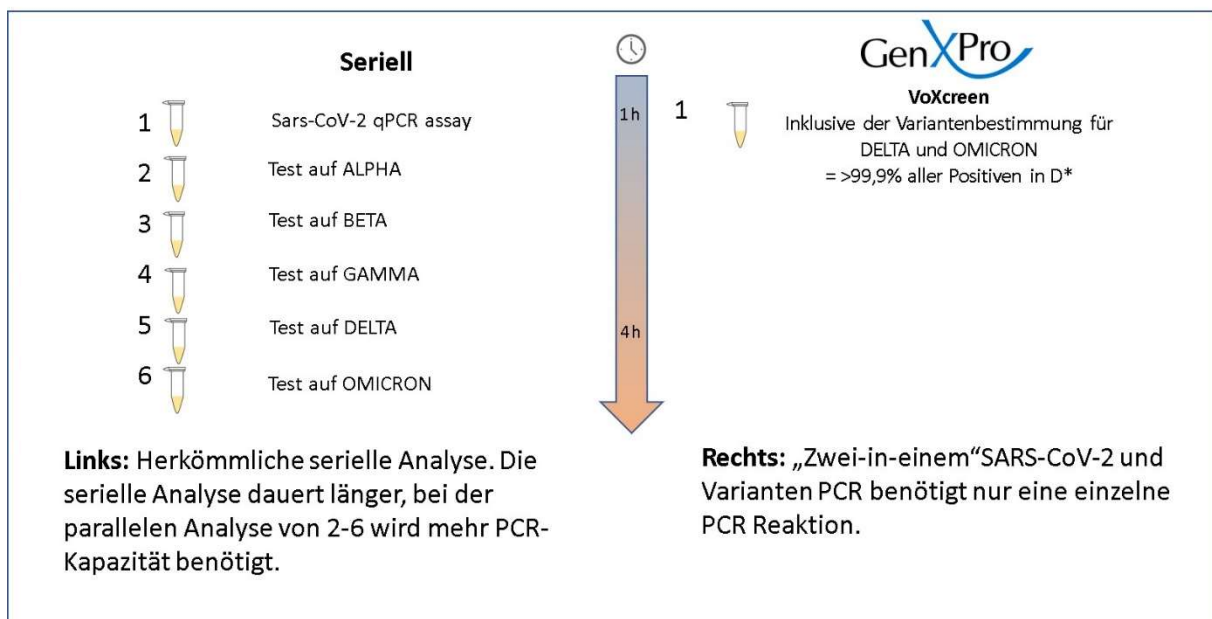 Seriell
1 Sars-CoV-2 qPCR assay
2 Test auf ALPHA
3 Test auf BETA
4 Test auf GAMMA
5 Test auf DELTA
6 Test auf OMICRON
1h
4h
GenXPro
VoXcreen
1 Inklusive der Variantenbestimmung für
DELTA und OMICRON
= >99,9% aller Positiven in D*
Links: Herkömmliche serielle Analyse. Die
serielle Analyse dauert länger, bei der
parallelen Analyse von 2-6 wird mehr PCR-
Kapazität benötigt.
Rechts: „Zwei-in-einem“SARS-CoV-2 und
Varianten PCR benötigt nur eine einzelne
PCR Reaktion.